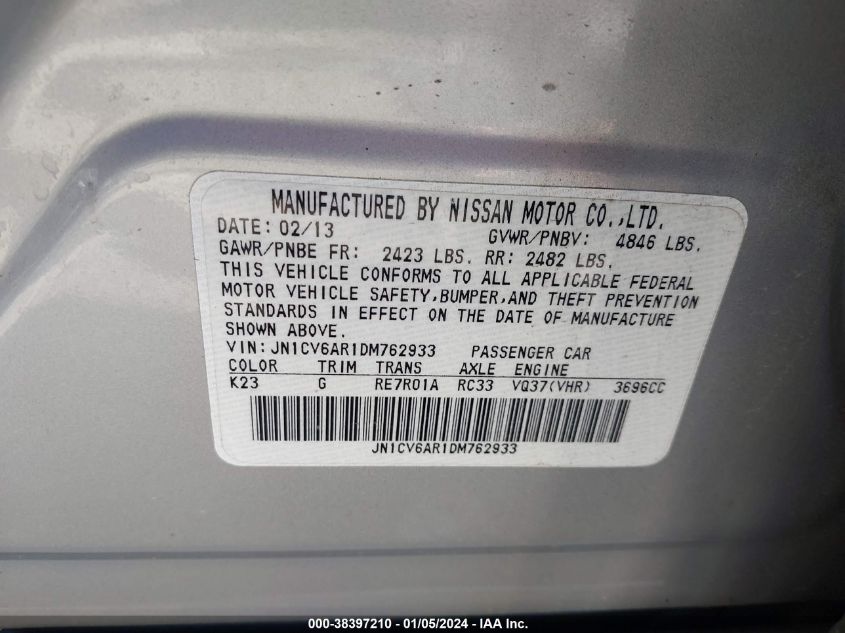 MANUFACTURED BY NISSAN MOTOR CO.,LTD.
DATE: 02/13 GVWR/PNBV: 4846 LBS.
GAWR/PNBE FR: 2423 LBS. RR: 2482 LBS.
THIS VEHICLE CONFORMS TO ALL APPLICABLE FEDERAL
MOTOR VEHICLE SAFETY,BUMPER,AND THEFT PREVENTION
STANDARDS IN EFFECT ON THE DATE OF MANUFACTURE
SHOWN ABOVE.
VIN: JN1CV6AR1DM762933 PASSENGER CAR
COLOR TRIM TRANS AXLE ENGINE
K23 G RE7R01A RC33 VQ37(VHR) 3696CC
JN1CV6AR1DM762933
000-38397210 - 01/05/2024 - IAA Inc.